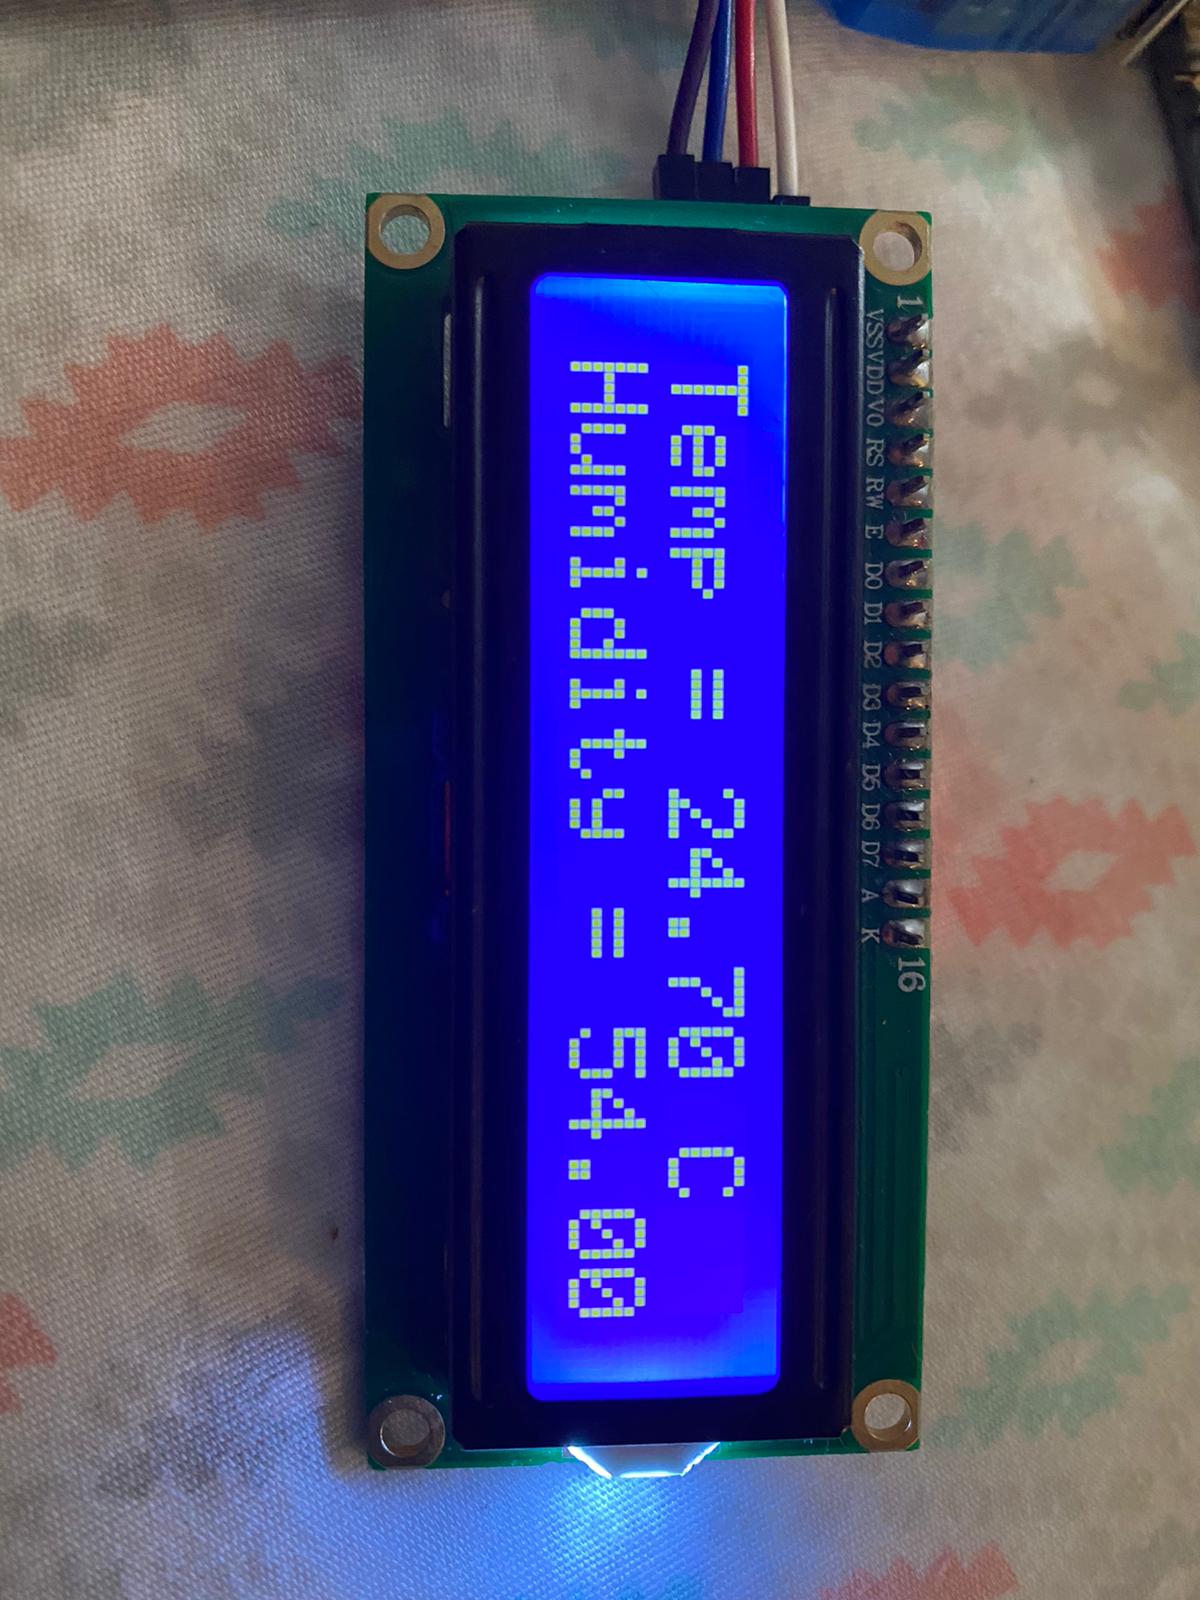 1 16
VSS VDD V0 RS RW E D0 D1 D2 D3 D4 D5 D6 D7 A K
Temp = 24.70 C
Humidity = 54.00